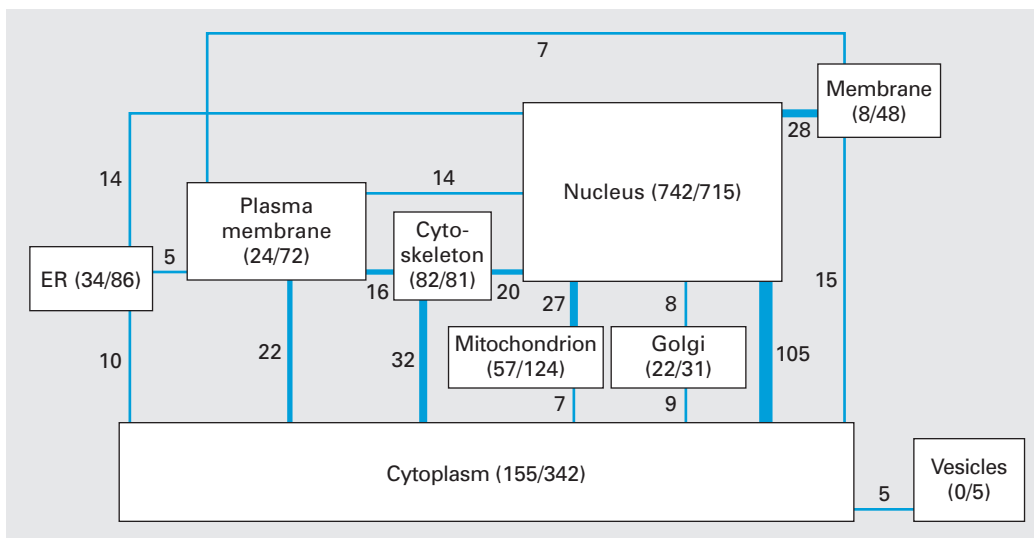 7
Membrane
(8/48)
28
14
14
Nucleus (742/715)
Plasma
membrane
(24/72)
Cyto-
skeleton
(82/81)
5
ER (34/86)
16
20
15
27
8
10
22
32
Mitochondrion
(57/124)
Golgi
(22/31)
105
7
9
Cytoplasm (155/342)
5
Vesicles
(0/5)